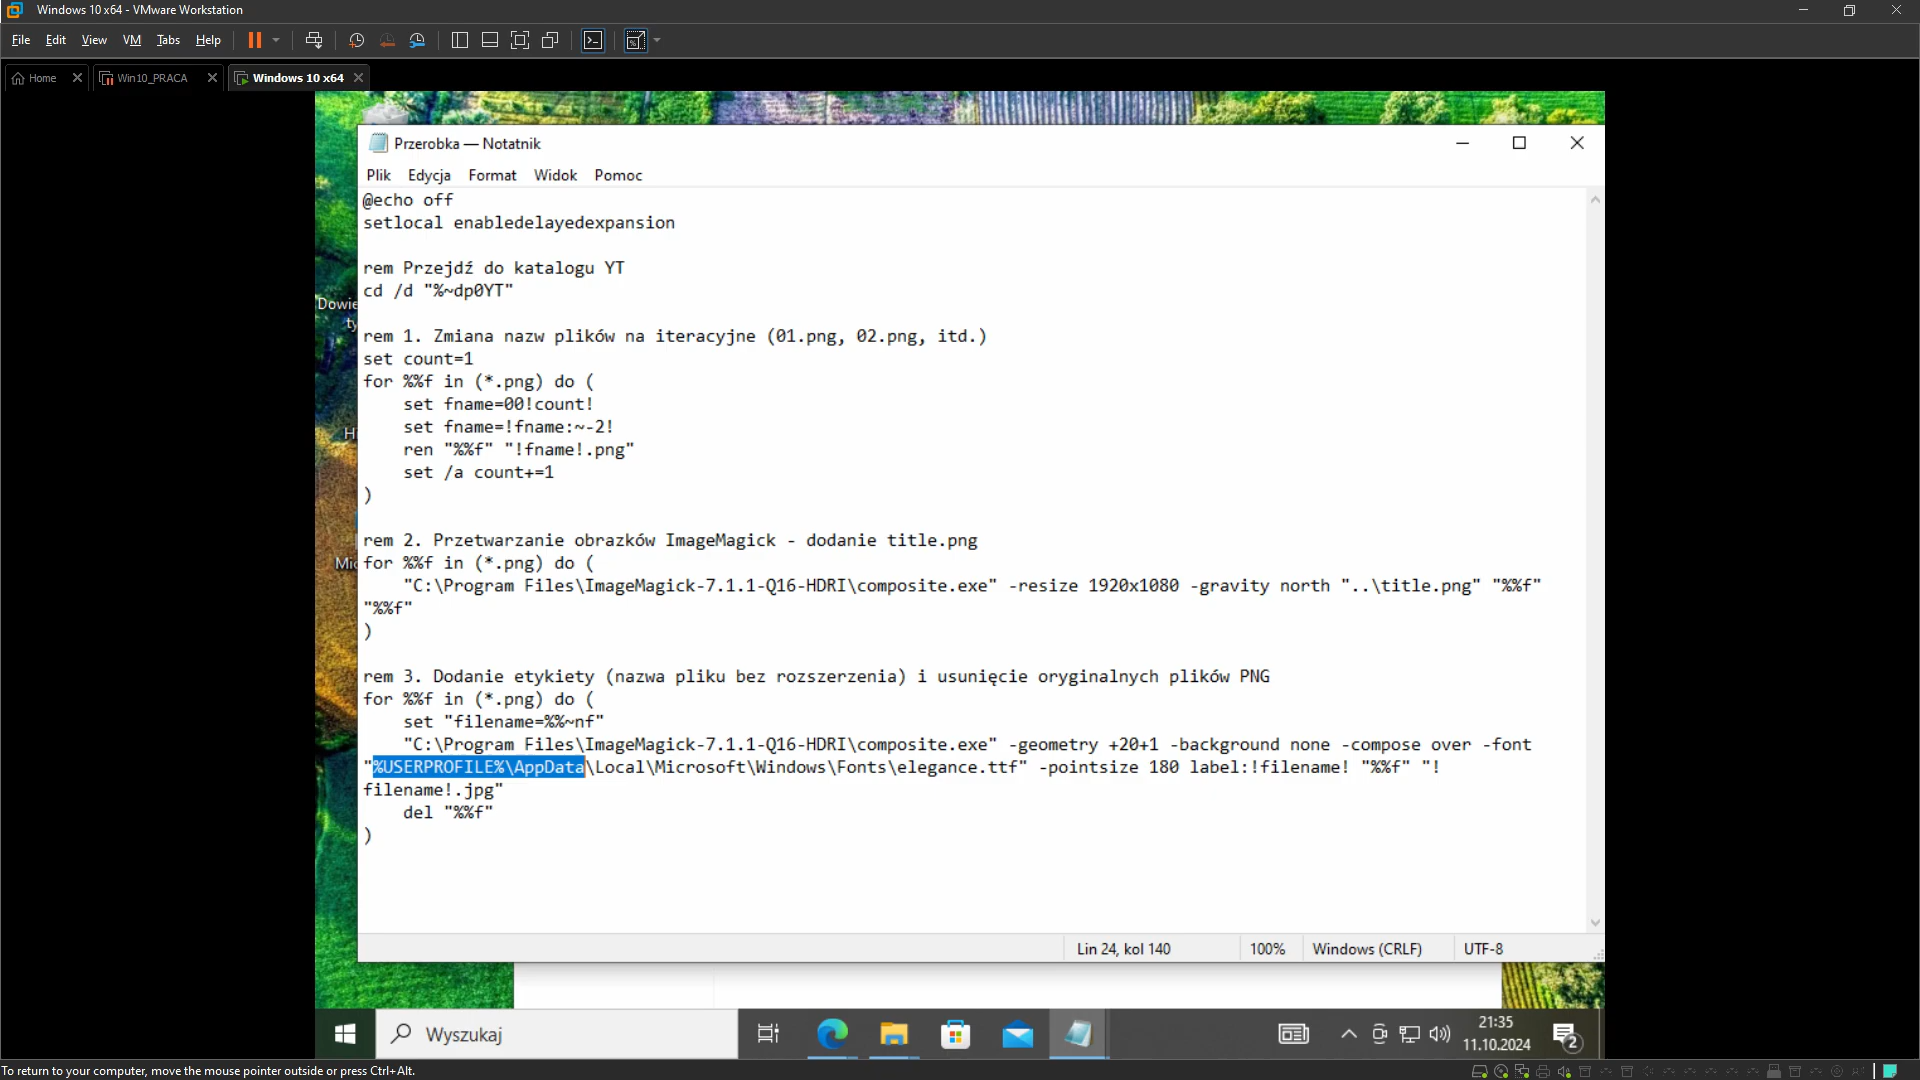 Windows 10 x64 - VMware Workstation
File Edit View VM Tabs Help
Home Win10_PRACA Windows 10 x64
Przerobka — Notatnik
Plik Edycja Format Widok Pomoc
@echo off
setlocal enabledelayedexpansion
rem Przejdź do katalogu YT
cd /d "%~dp0YT"
rem 1. Zmiana nazw plików na iteracyjne (01.png, 02.png, itd.)
set count=1
for %%f in (*.png) do (
set fname=00!count!
set fname=!fname:~-2!
ren "%%f" "!fname!.png"
set /a count+=1
)
rem 2. Przetwarzanie obrazków ImageMagick - dodanie title.png
for %%f in (*.png) do (
"C:\Program Files\ImageMagick-7.1.1-Q16-HDRI\composite.exe" -resize 1920x1080 -gravity north "..\title.png" "%%f"
"%%f"
)
rem 3. Dodanie etykiety (nazwa pliku bez rozszerzenia) i usunięcie oryginalnych plików PNG
for %%f in (*.png) do (
set "filename=%%~nf"
"C:\Program Files\ImageMagick-7.1.1-Q16-HDRI\composite.exe" -geometry +20+1 -background none -compose over -font
"%USERPROFILE%\AppData\Local\Microsoft\Windows\Fonts\elegance.ttf" -pointsize 180 label:!filename! "%%f" "!
filename!.jpg"
del "%%f"
)
Dowie
ty
Hi
Mic
Lin 24, kol 140 100% Windows (CRLF) UTF-8
Wyszukaj
21:35
11.10.2024
2
To return to your computer, move the mouse pointer outside or press Ctrl+Alt.